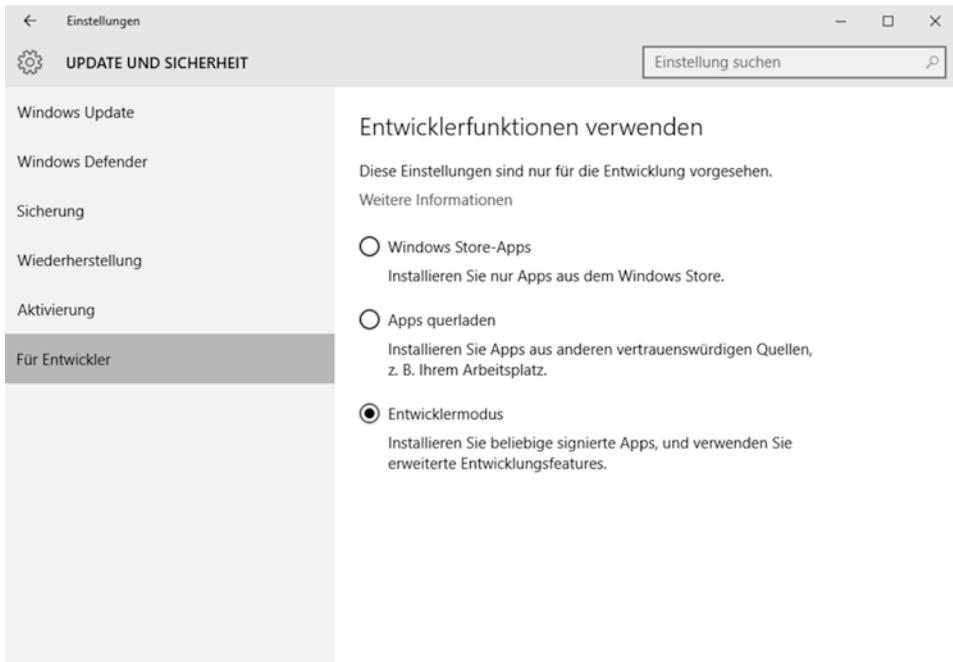 Einstellungen
UPDATE UND SICHERHEIT
Einstellung suchen
Windows Update
Windows Defender
Sicherung
Wiederherstellung
Aktivierung
Für Entwickler
Entwicklerfunktionen verwenden
Diese Einstellungen sind nur für die Entwicklung vorgesehen.
Weitere Informationen
Windows Store-Apps
Installieren Sie nur Apps aus dem Windows Store.
Apps querladen
Installieren Sie Apps aus anderen vertrauenswürdigen Quellen,
z. B. Ihrem Arbeitsplatz.
Entwicklermodus
Installieren Sie beliebige signierte Apps, und verwenden Sie
erweiterte Entwicklungsfeatures.